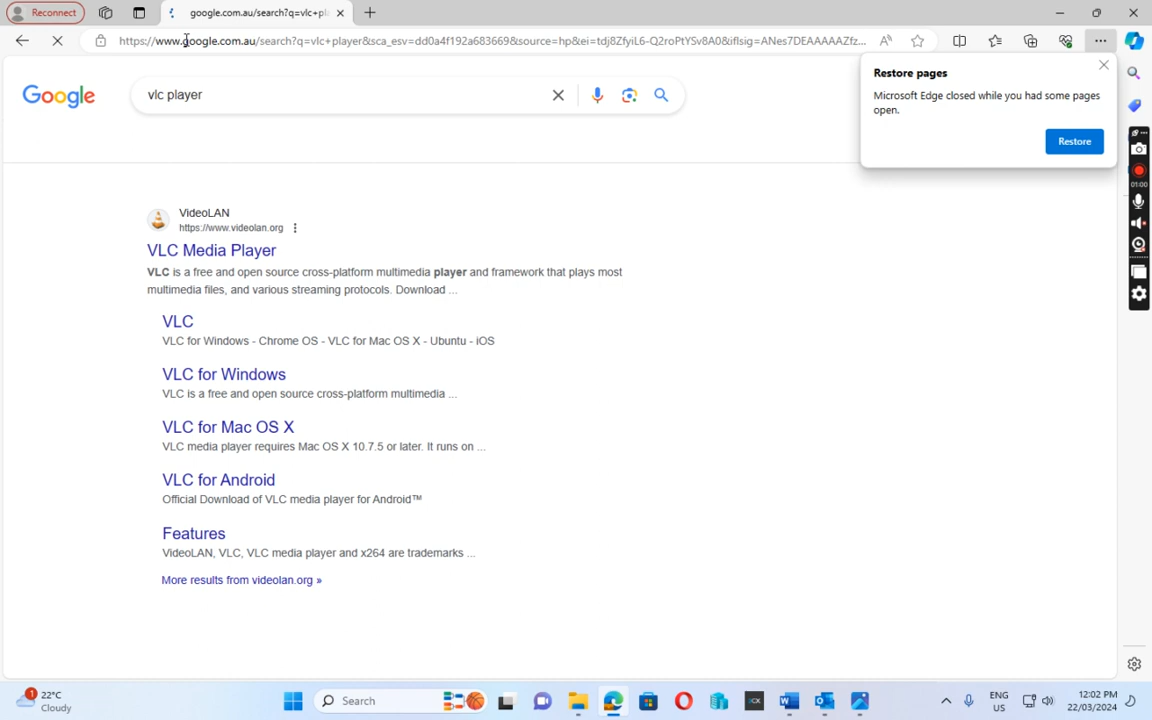 Reconnect
google.com.au/search?q=vlc+pla
https://www.google.com.au/search?q=vlc+player&sca_esv=dd0a4f192a683669&source=hp&ei=tdj8ZfyiL6-Q2roPtYSv8A0&iflsig=ANes7DEAAAAAZfz...
Google
vlc player
Restore pages
Microsoft Edge closed while you had some pages
open.
Restore
01:00
VideoLAN
https://www.videolan.org
VLC Media Player
VLC is a free and open source cross-platform multimedia player and framework that plays most
multimedia files, and various streaming protocols. Download ...
VLC
VLC for Windows - Chrome OS - VLC for Mac OS X - Ubuntu - iOS
VLC for Windows
VLC is a free and open source cross-platform multimedia ...
VLC for Mac OS X
VLC media player requires Mac OS X 10.7.5 or later. It runs on ...
VLC for Android
Official Download of VLC media player for Android™
Features
VideoLAN, VLC, VLC media player and x264 are trademarks ...
More results from videolan.org »
1
22°C
Cloudy
Search
ENG
US
12:02 PM
22/03/2024